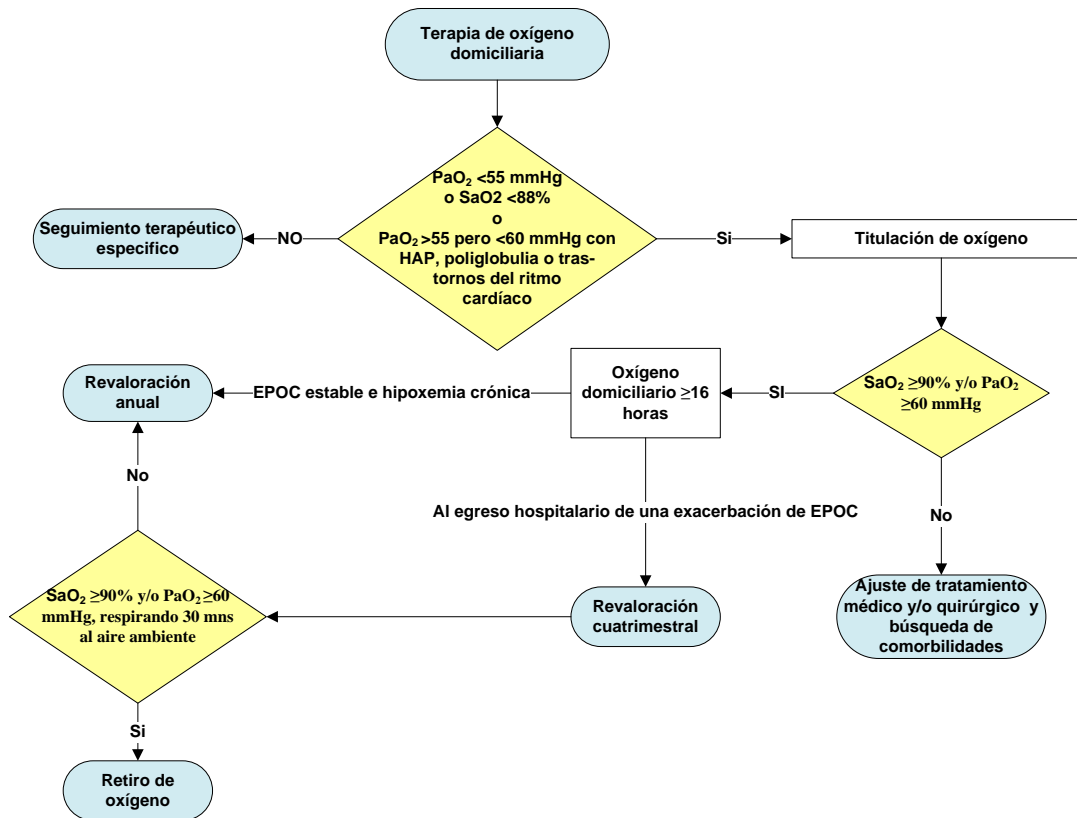 Terapia de oxígeno
domiciliaria
PaO₂ <55 mmHg
o SaO2 <88%
o
PaO₂ >55 pero <60 mmHg con
HAP, poliglobulia o tras-
tornos del ritmo
cardíaco
NO
Seguimiento terapéutico
especifico
Si
Titulación de oxígeno
SaO₂ ≥90% y/o PaO₂
≥60 mmHg
SI
Oxígeno
domiciliario ≥16
horas
EPOC estable e hipoxemia crónica
Revaloración
anual
No
Al egreso hospitalario de una exacerbación de EPOC
No
Ajuste de tratamiento
médico y/o quirúrgico y
búsqueda de
comorbilidades
Revaloración
cuatrimestral
SaO₂ ≥90% y/o PaO₂ ≥60
mmHg, respirando 30 mns
al aire ambiente
Si
Retiro de
oxígeno